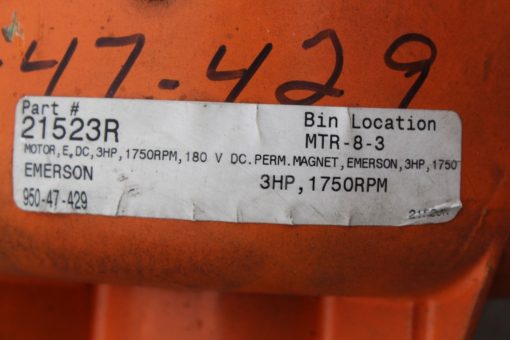 -47-429
Part #
21523R
Bin Location
MTR-8-3
MOTOR,E,DC,3HP,1750RPM,180 V DC.PERM.MAGNET,EMERSON,3HP,1750
EMERSON
3HP,1750RPM
950-47-429
21523R